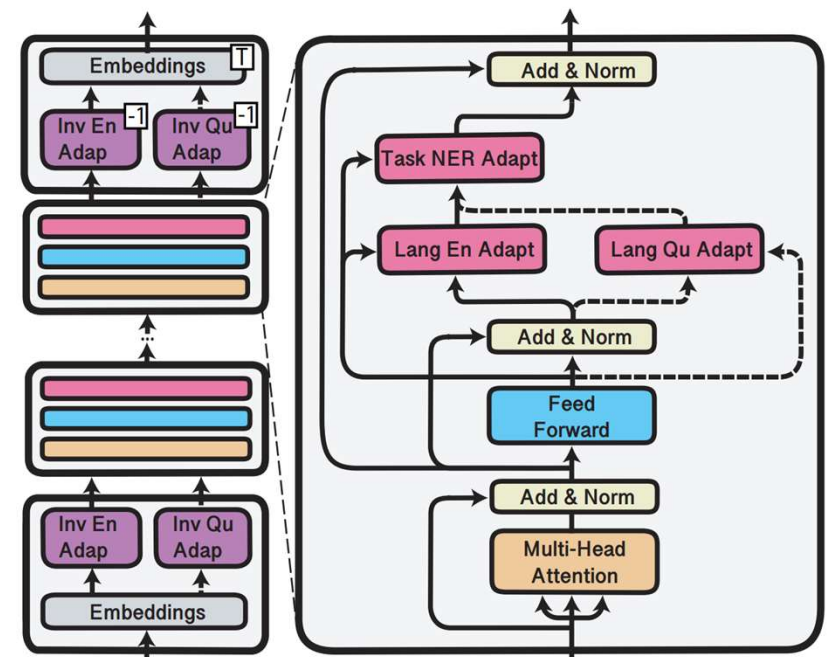 Embeddings
T
Inv En
Adap
-1
Inv Qu
Adap
-1
...
Inv En
Adap
Inv Qu
Adap
Embeddings
Add & Norm
Task NER Adapt
Lang En Adapt
Lang Qu Adapt
Add & Norm
Feed
Forward
Add & Norm
Multi-Head
Attention